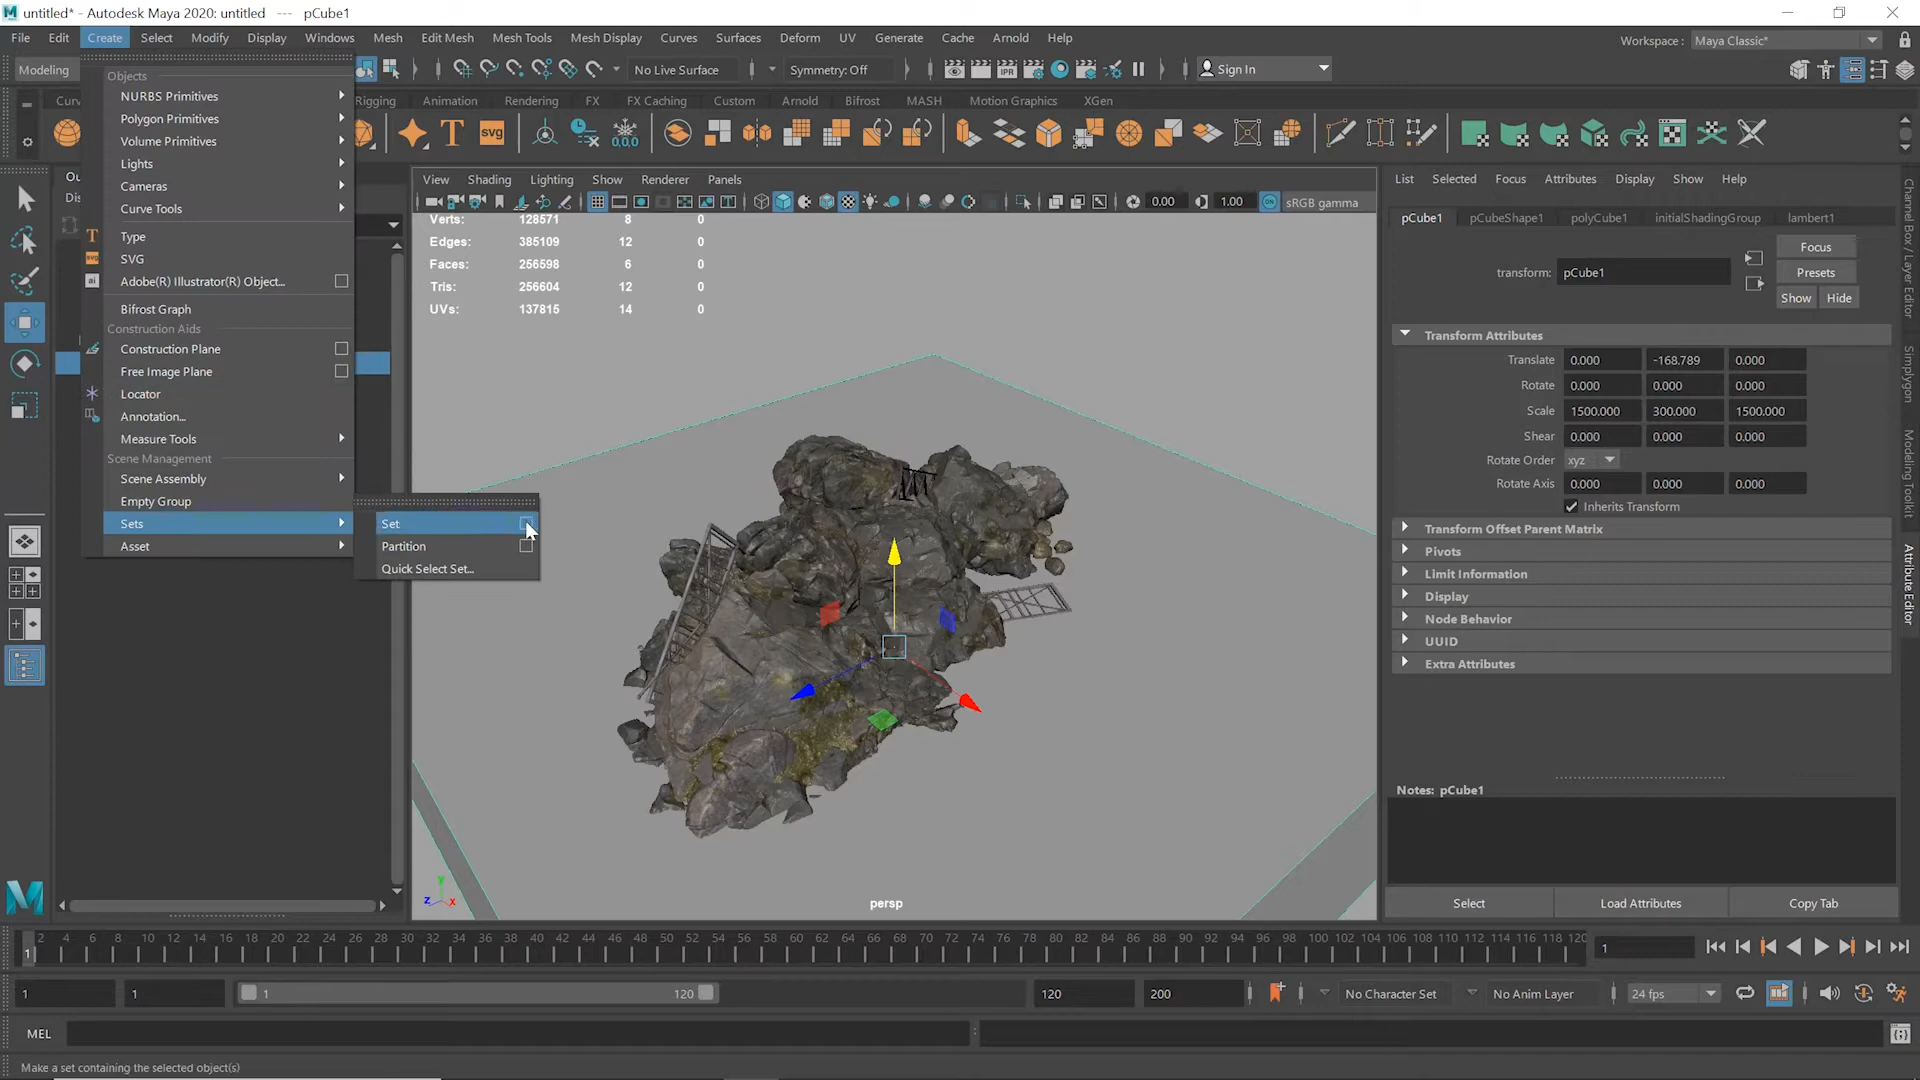 untitled* - Autodesk Maya 2020: untitled --- pCube1
File Edit Create Select Modify Display Windows Mesh Edit Mesh Mesh Tools Mesh Display Curves Surfaces Deform UV Generate Cache Arnold Help
Workspace : Maya Classic*
Modeling
No Live Surface
Symmetry: Off
Sign In
Rigging Animation Rendering FX FX Caching Custom Arnold Bifrost MASH Motion Graphics XGen
Objects
NURBS Primitives
Polygon Primitives
Volume Primitives
Lights
Cameras
Curve Tools
Type
SVG
Adobe(R) Illustrator(R) Object...
Bifrost Graph
Construction Aids
Construction Plane
Free Image Plane
Locator
Annotation...
Measure Tools
Scene Management
Scene Assembly
Empty Group
Sets
Asset
Set
Partition
Quick Select Set...
View Shading Lighting Show Renderer Panels
0.00 1.00 sRGB gamma
Verts: 128571 8 0
Edges: 385109 12 0
Faces: 256598 6 0
Tris: 256604 12 0
UVs: 137815 14 0
persp
List Selected Focus Attributes Display Show Help
pCube1 pCubeShape1 polyCube1 initialShadingGroup lambert1
transform: pCube1
Focus
Presets
Show Hide
Transform Attributes
Translate 0.000 -168.789 0.000
Rotate 0.000 0.000 0.000
Scale 1500.000 300.000 1500.000
Shear 0.000 0.000 0.000
Rotate Order xyz
Rotate Axis 0.000 0.000 0.000
Inherits Transform
Transform Offset Parent Matrix
Pivots
Limit Information
Display
Node Behavior
UUID
Extra Attributes
Notes: pCube1
Select Load Attributes Copy Tab
Channel Box / Layer Editor
Simplygon
Modeling Toolkit
Attribute Editor
2 4 6 8 10 12 14 16 18 20 22 24 26 28 30 32 34 36 38 40 42 44 46 48 50 52 54 56 58 60 62 64 66 68 70 72 74 76 78 80 82 84 86 88 90 92 94 96 98 100 102 104 106 108 110 112 114 116 118 120
1
1
1 1 1 120 120 200 No Character Set No Anim Layer 24 fps
MEL
Make a set containing the selected object(s)